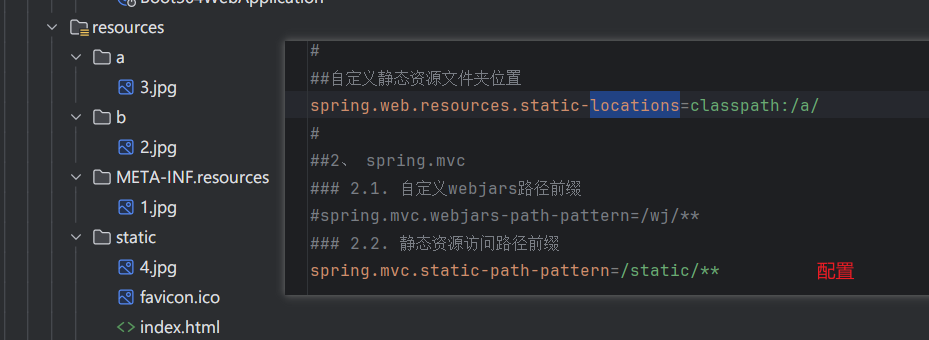 Boot304WebApplication
resources
a
3.jpg
b
2.jpg
META-INF.resources
1.jpg
static
4.jpg
favicon.ico
index.html
#
##自定义静态资源文件夹位置
spring.web.resources.static-locations=classpath:/a/
#
##2、 spring.mvc
### 2.1. 自定义webjars路径前缀
#spring.mvc.webjars-path-pattern=/wj/**
### 2.2. 静态资源访问路径前缀
spring.mvc.static-path-pattern=/static/**
配置